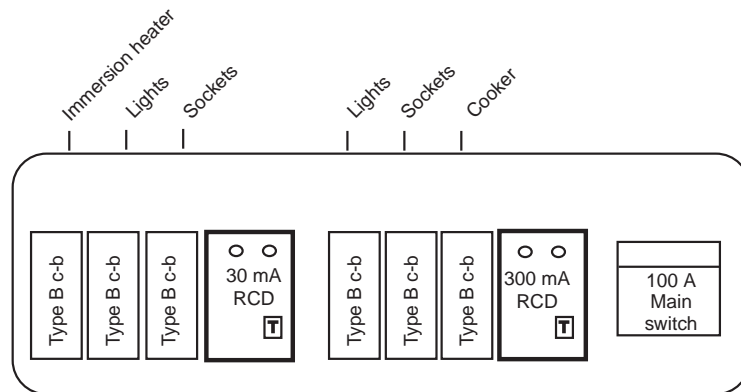 Immersion heater
Lights
Sockets
Lights
Sockets
Cooker
Type B c-b
Type B c-b
Type B c-b
30 mA
RCD
T
Type B c-b
Type B c-b
Type B c-b
300 mA
RCD
T
100 A
Main
switch